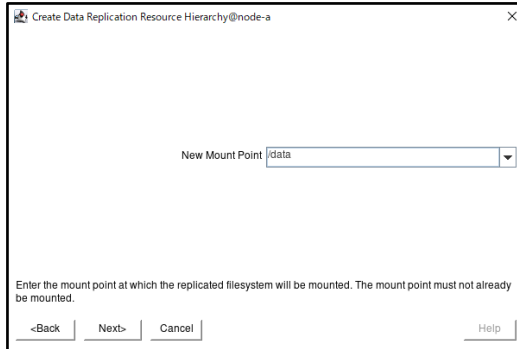 Create Data Replication Resource Hierarchy@node-a
New Mount Point /data
Enter the mount point at which the replicated filesystem will be mounted. The mount point must not already
be mounted.
<Back Next> Cancel Help